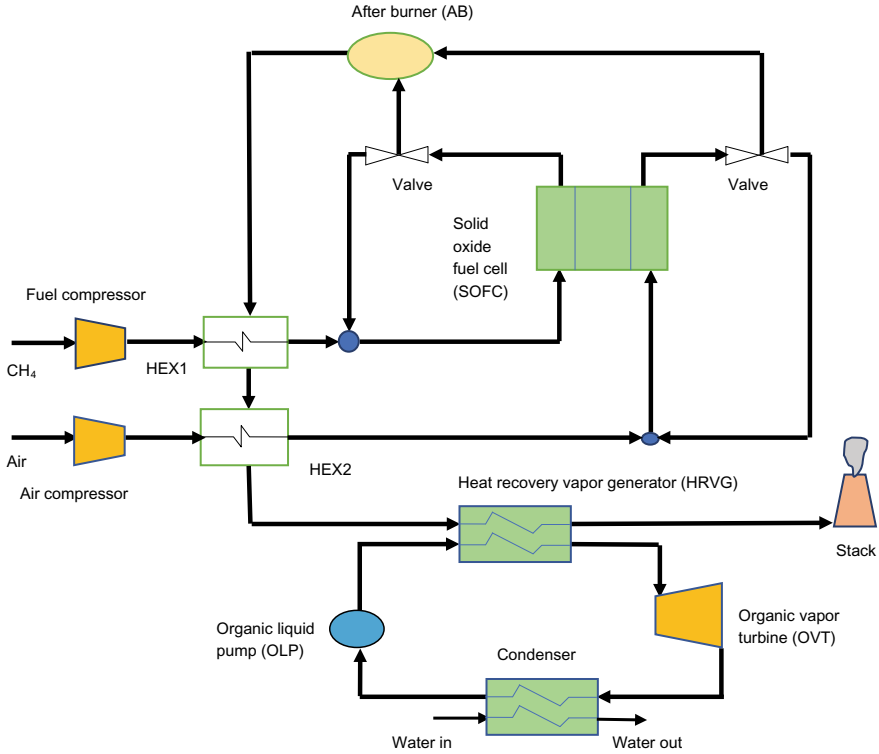 After burner (AB)
Valve
Valve
Solid
oxide
fuel cell
(SOFC)
Fuel compressor
CH₄
HEX1
Air
HEX2
Air compressor
Heat recovery vapor generator (HRVG)
Stack
Organic liquid
pump (OLP)
Organic vapor
turbine (OVT)
Condenser
Water in
Water out